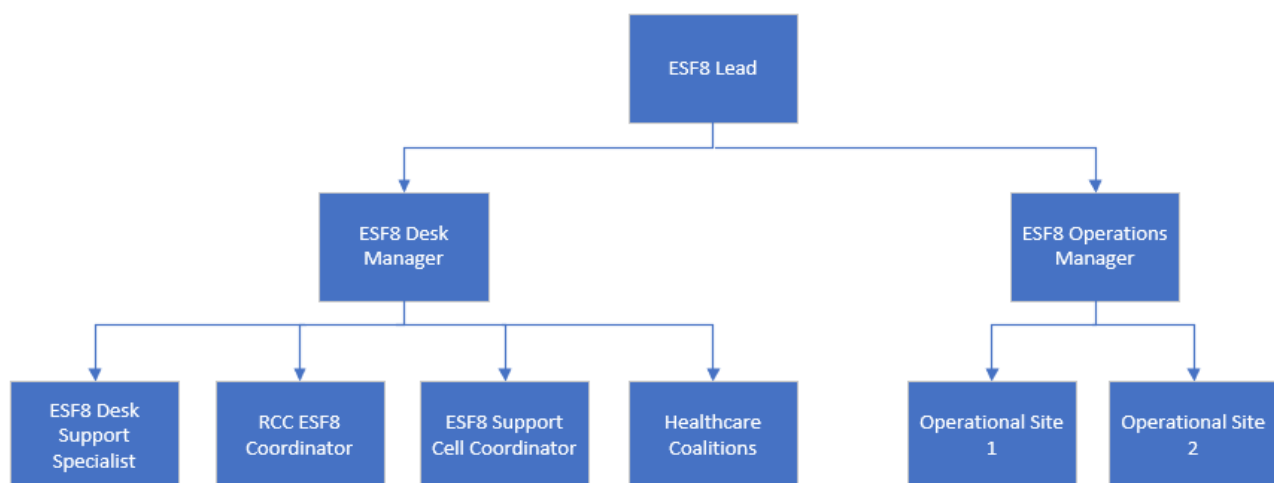 ESF8 Lead
ESF8 Desk
Manager
ESF8 Operations
Manager
ESF8 Desk
Support
Specialist
RCC ESF8
Coordinator
ESF8 Support
Cell Coordinator
Healthcare
Coalitions
Operational Site
1
Operational Site
2